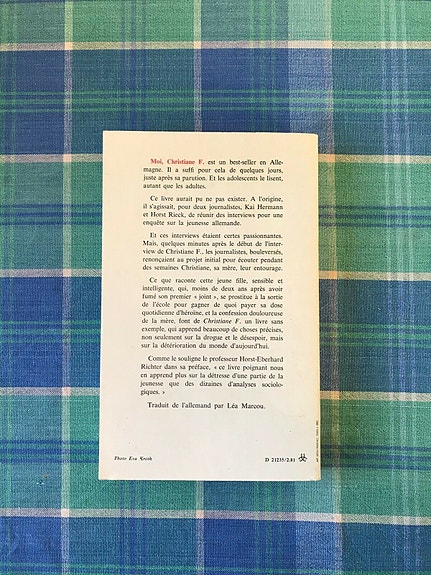 Moi, Christiane F. est un best-seller en Alle-
magne. Il a suffi pour cela de quelques jours,
juste après sa parution. Et les adolescents le lisent,
autant que les adultes.
Ce livre aurait pu ne pas exister. A l'origine,
il s'agissait, pour deux journalistes, Kai Hermann
et Horst Rieck, de réunir des interviews pour une
enquête sur la jeunesse allemande.
Et ces interviews étaient certes passionnantes.
Mais, quelques minutes après le début de l'inter-
view de Christiane F., les journalistes, bouleversés,
renonçaient au projet initial pour écouter pendant
des semaines Christiane, sa mère, leur entourage.
Ce que raconte cette jeune fille, sensible et
intelligente, qui, moins de deux ans après avoir
fumé son premier « joint », se prostitue à la sortie
de l'école pour gagner de quoi payer sa dose
quotidienne d'héroïne, et la confession douloureuse
de la mère, font de Christiane F. un livre sans
exemple, qui apprend beaucoup de choses précises,
non seulement sur la drogue et le désespoir, mais
sur la détérioration du monde d'aujourd'hui.
Comme le souligne le professeur Horst-Eberhard
Richter dans sa préface, « ce livre poignant nous
en apprend plus sur la détresse d'une partie de la
jeunesse que des dizaines d'analyses sociolo-
giques. »
Traduit de l'allemand par Léa Marcou.
Photo Eva
D 21235/2.81